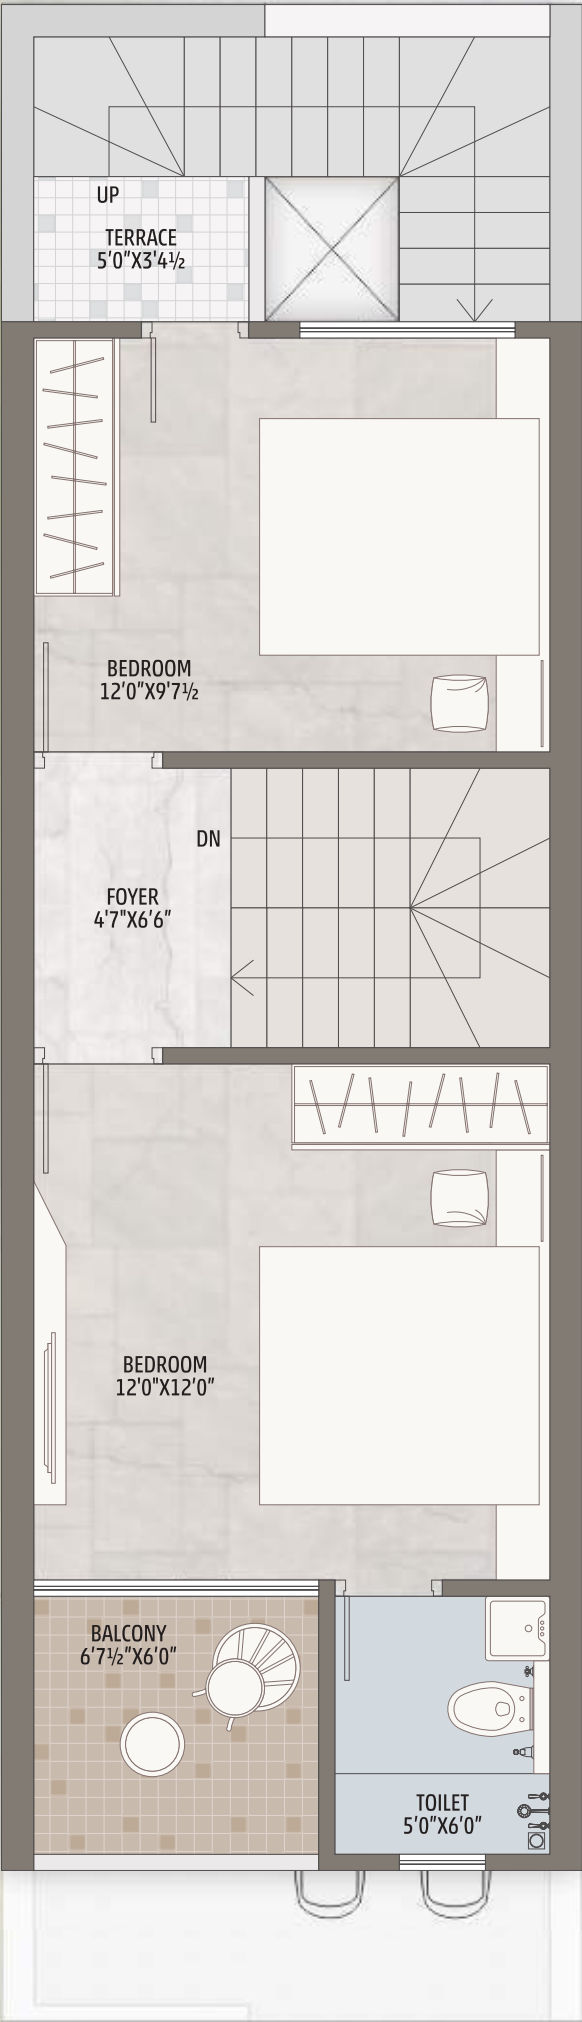 UP
TERRACE
5'0"X3'4½
BEDROOM
12'0"X9'7½
DN
FOYER
4'7"X6'6"
BEDROOM
12'0"X12'0"
BALCONY
6'7½"X6'0"
TOILET
5'0"X6'0"